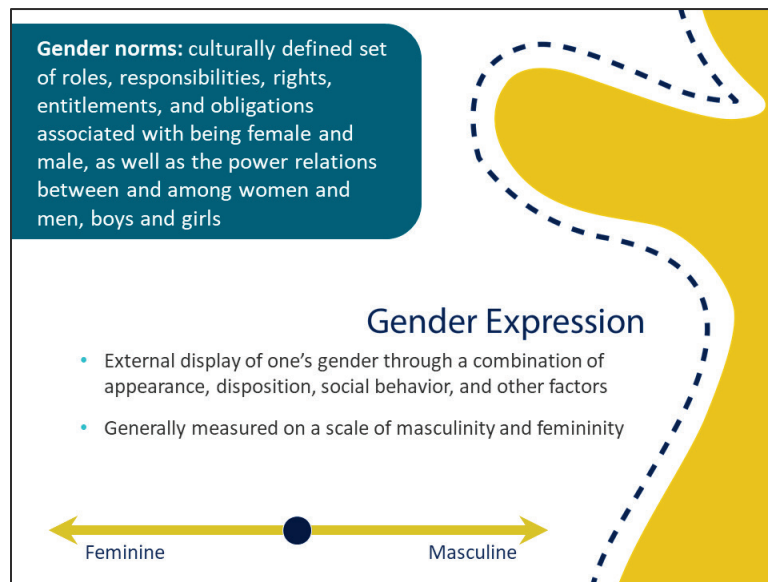 Gender norms: culturally defined set
of roles, responsibilities, rights,
entitlements, and obligations
associated with being female and
male, as well as the power relations
between and among women and
men, boys and girls
Gender Expression
• External display of one’s gender through a combination of
appearance, disposition, social behavior, and other factors
• Generally measured on a scale of masculinity and femininity
Feminine
Masculine